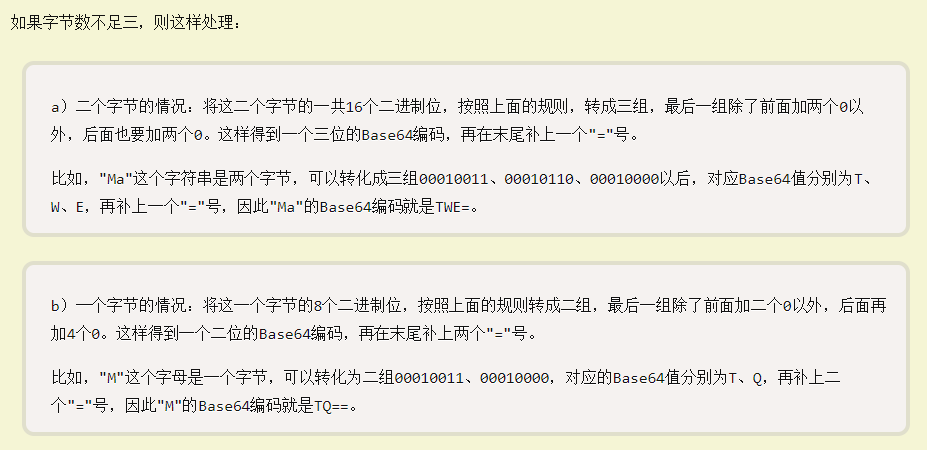 如果字节数不足三，则这样处理：
a）二个字节的情况：将这二个字节的一共16个二进制位，按照上面的规则，转成三组，最后一组除了前面加两个0以
外，后面也要加两个0。这样得到一个三位的Base64编码，再在末尾补上一个"="号。
比如，"Ma"这个字符串是两个字节，可以转化成三组00010011、00010110、00010000以后，对应Base64值分别为T、
W、E，再补上一个"="号，因此"Ma"的Base64编码就是TWE=。
b）一个字节的情况：将这一个字节的8个二进制位，按照上面的规则转成二组，最后一组除了前面加二个0以外，后面再
加4个0。这样得到一个二位的Base64编码，再在末尾补上两个"="号。
比如，"M"这个字母是一个字节，可以转化为二组00010011、00010000，对应的Base64值分别为T、Q，再补上二
个"="号，因此"M"的Base64编码就是TQ==。